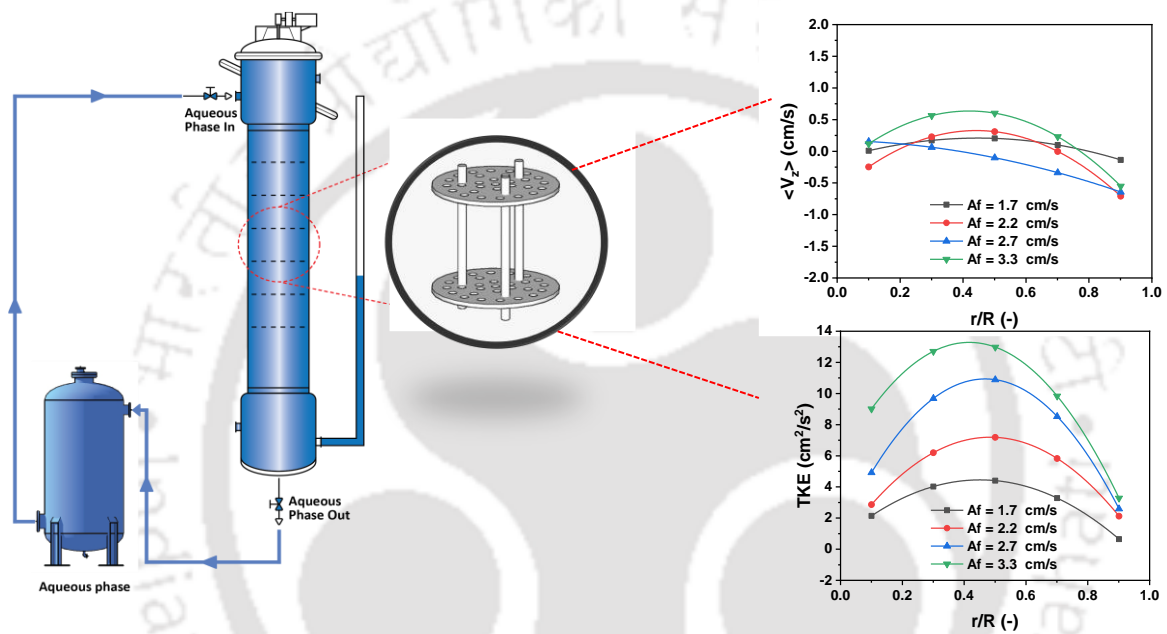 Aqueous
Phase In
Aqueous
Phase Out
Aqueous phase
2.0
1.5
1.0
0.5
0.0
-0.5
-1.0
-1.5
-2.0
<V_z> (cm/s)
Af = 1.7 cm/s
Af = 2.2 cm/s
Af = 2.7 cm/s
Af = 3.3 cm/s
0.0 0.2 0.4 0.6 0.8 1.0
r/R (-)
14
12
10
8
6
4
2
0
-2
TKE (cm²/s²)
Af = 1.7 cm/s
Af = 2.2 cm/s
Af = 2.7 cm/s
Af = 3.3 cm/s
0.0 0.2 0.4 0.6 0.8 1.0
r/R (-)